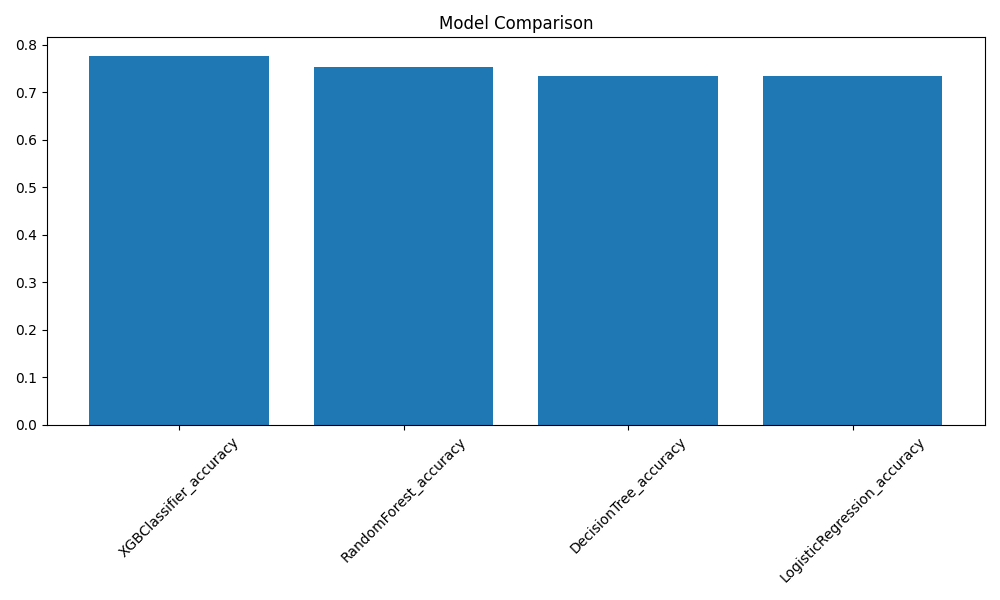 Model Comparison
0.8
0.7
0.6
0.5
0.4
0.3
0.2
0.1
0.0
XGBClassifier_accuracy
RandomForest_accuracy
DecisionTree_accuracy
LogisticRegression_accuracy